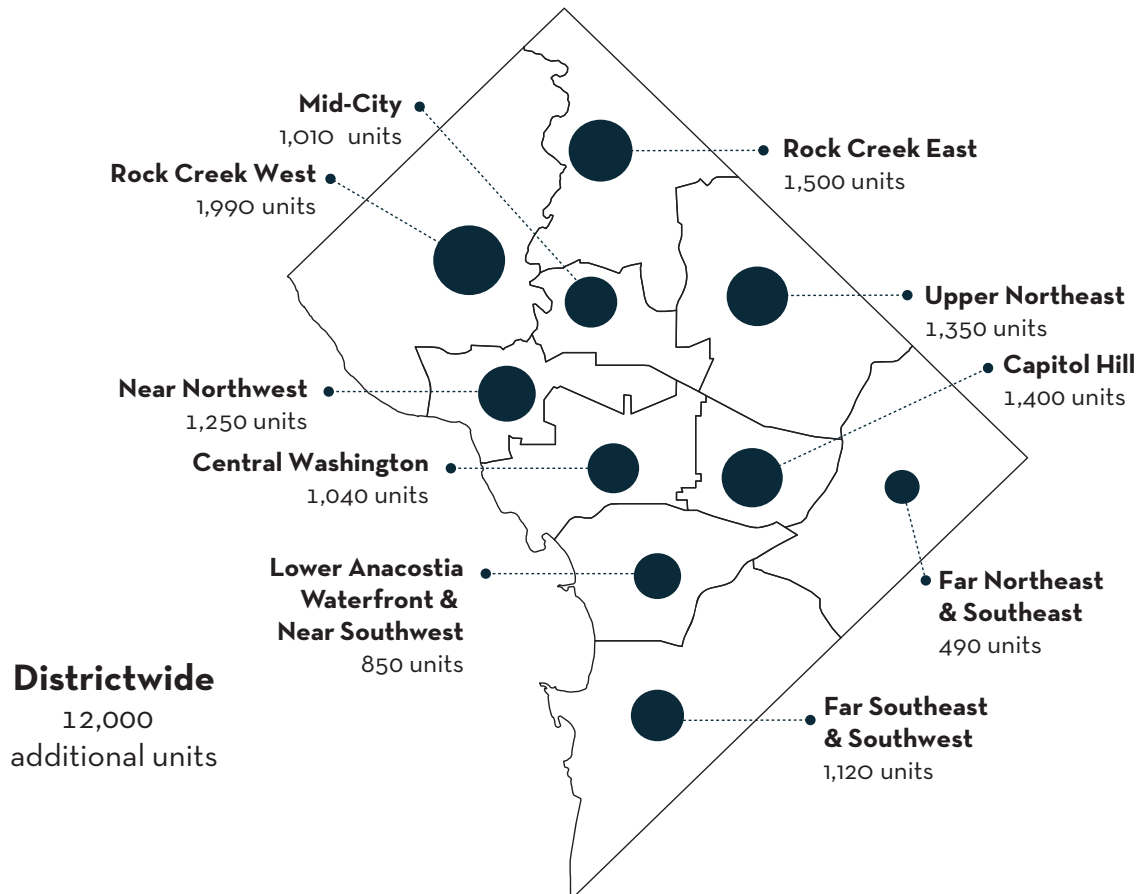 Mid-City
1,010 units
Rock Creek West
1,990 units
Rock Creek East
1,500 units
Upper Northeast
1,350 units
Capitol Hill
1,400 units
Near Northwest
1,250 units
Central Washington
1,040 units
Lower Anacostia
Waterfront &
Near Southwest
850 units
Far Northeast
& Southeast
490 units
Districtwide
12,000
additional units
Far Southeast
& Southwest
1,120 units